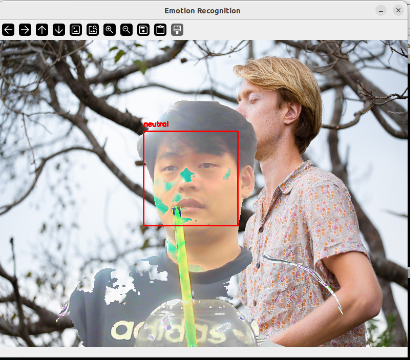 Emotion Recognition
neutral
adidas